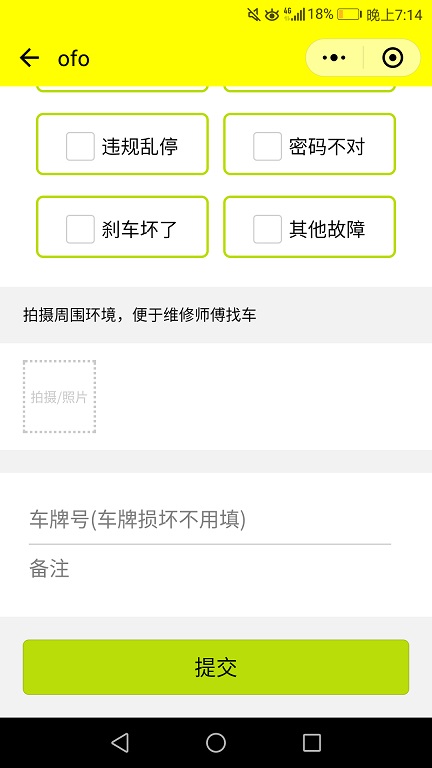 4G 18% 晚上7:14
ofo
违规乱停 密码不对
刹车坏了 其他故障
拍摄周围环境，便于维修师傅找车
拍摄/照片
车牌号(车牌损坏不用填)
备注
提交